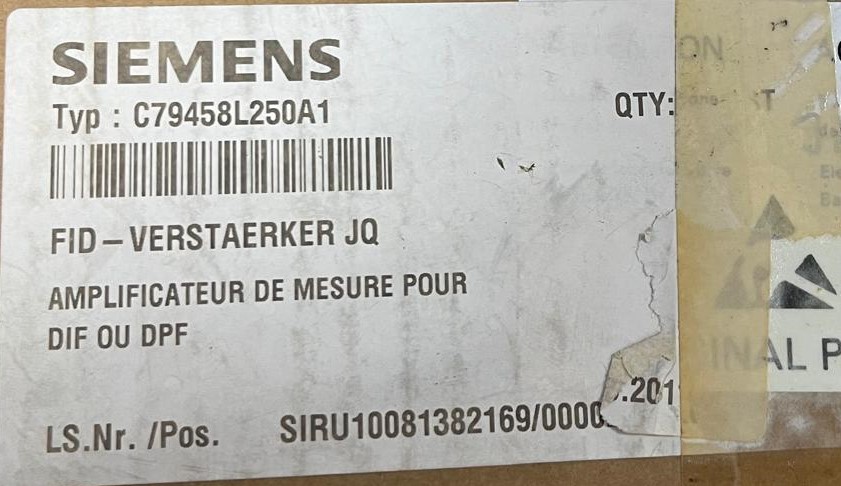 SIEMENS
Typ : C79458L250A1
QTY:
FID-VERSTAERKER JQ
AMPLIFICATEUR DE MESURE POUR
DIF OU DPF
INAL P
.201
LS.Nr. /Pos. SIRU10081382169/0000